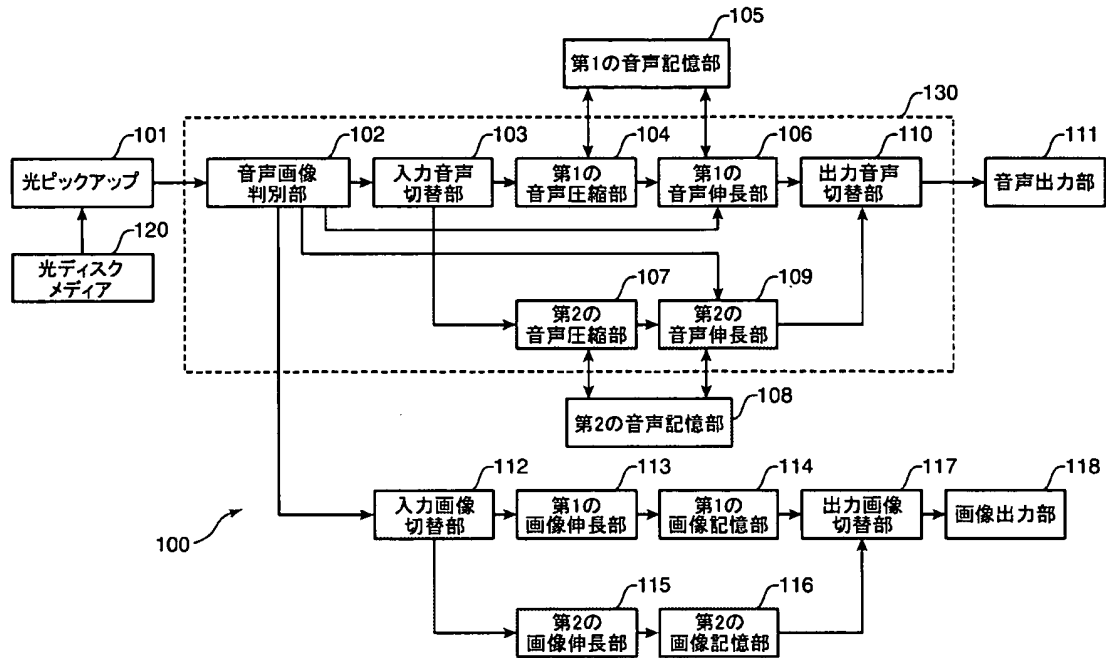 105
第1の音声記憶部
130
101
102
103
104
106
110
111
光ピックアップ
音声画像
判別部
入力音声
切替部
第1の
音声圧縮部
第1の
音声伸長部
出力音声
切替部
音声出力部
120
光ディスク
メディア
107
109
第2の
音声圧縮部
第2の
音声伸長部
108
第2の音声記憶部
112
113
114
117
118
入力画像
切替部
第1の
画像伸長部
第1の
画像記憶部
出力画像
切替部
画像出力部
100
115
116
第2の
画像伸長部
第2の
画像記憶部